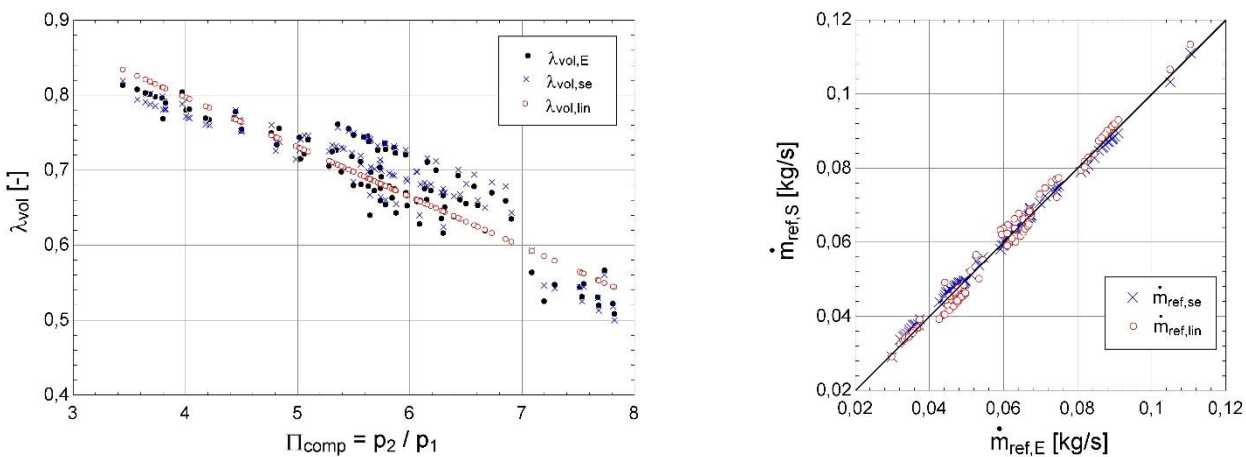 0,9
0,8
0,7
0,6
0,5
0,4
λvol [-]
λvol,E
λvol,se
λvol,lin
3
4
5
6
7
8
Πcomp = p2 / p1
0,12
0,1
0,08
0,06
0,04
0,02
ṁref,S [kg/s]
ṁref,se
ṁref,lin
0,02
0,04
0,06
0,08
0,1
0,12
ṁref,E [kg/s]